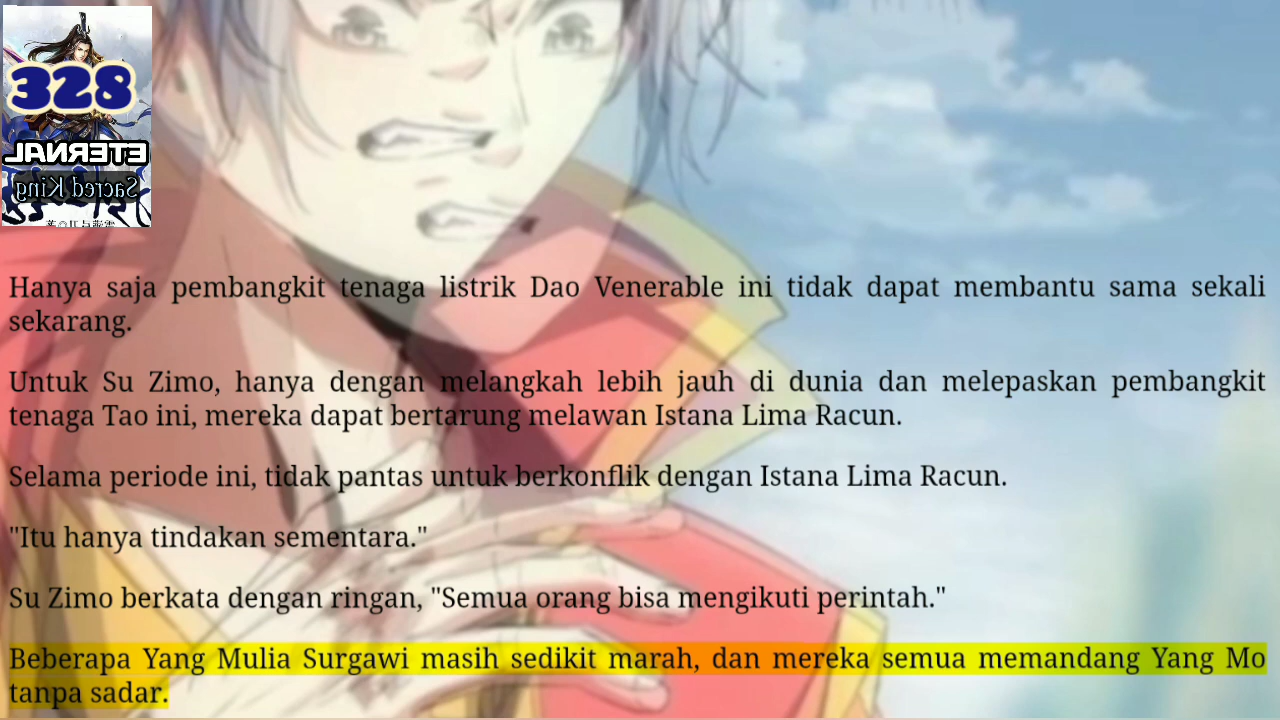 328
ETERNAL
Sacred King
Hanya saja pembangkit tenaga listrik Dao Venerable ini tidak dapat membantu sama sekali
sekarang.
Untuk Su Zimo, hanya dengan melangkah lebih jauh di dunia dan melepaskan pembangkit
tenaga Tao ini, mereka dapat bertarung melawan Istana Lima Racun.
Selama periode ini, tidak pantas untuk berkonflik dengan Istana Lima Racun.
"Itu hanya tindakan sementara."
Su Zimo berkata dengan ringan, "Semua orang bisa mengikuti perintah."
Beberapa Yang Mulia Surgawi masih sedikit marah, dan mereka semua memandang Yang Mo
tanpa sadar.